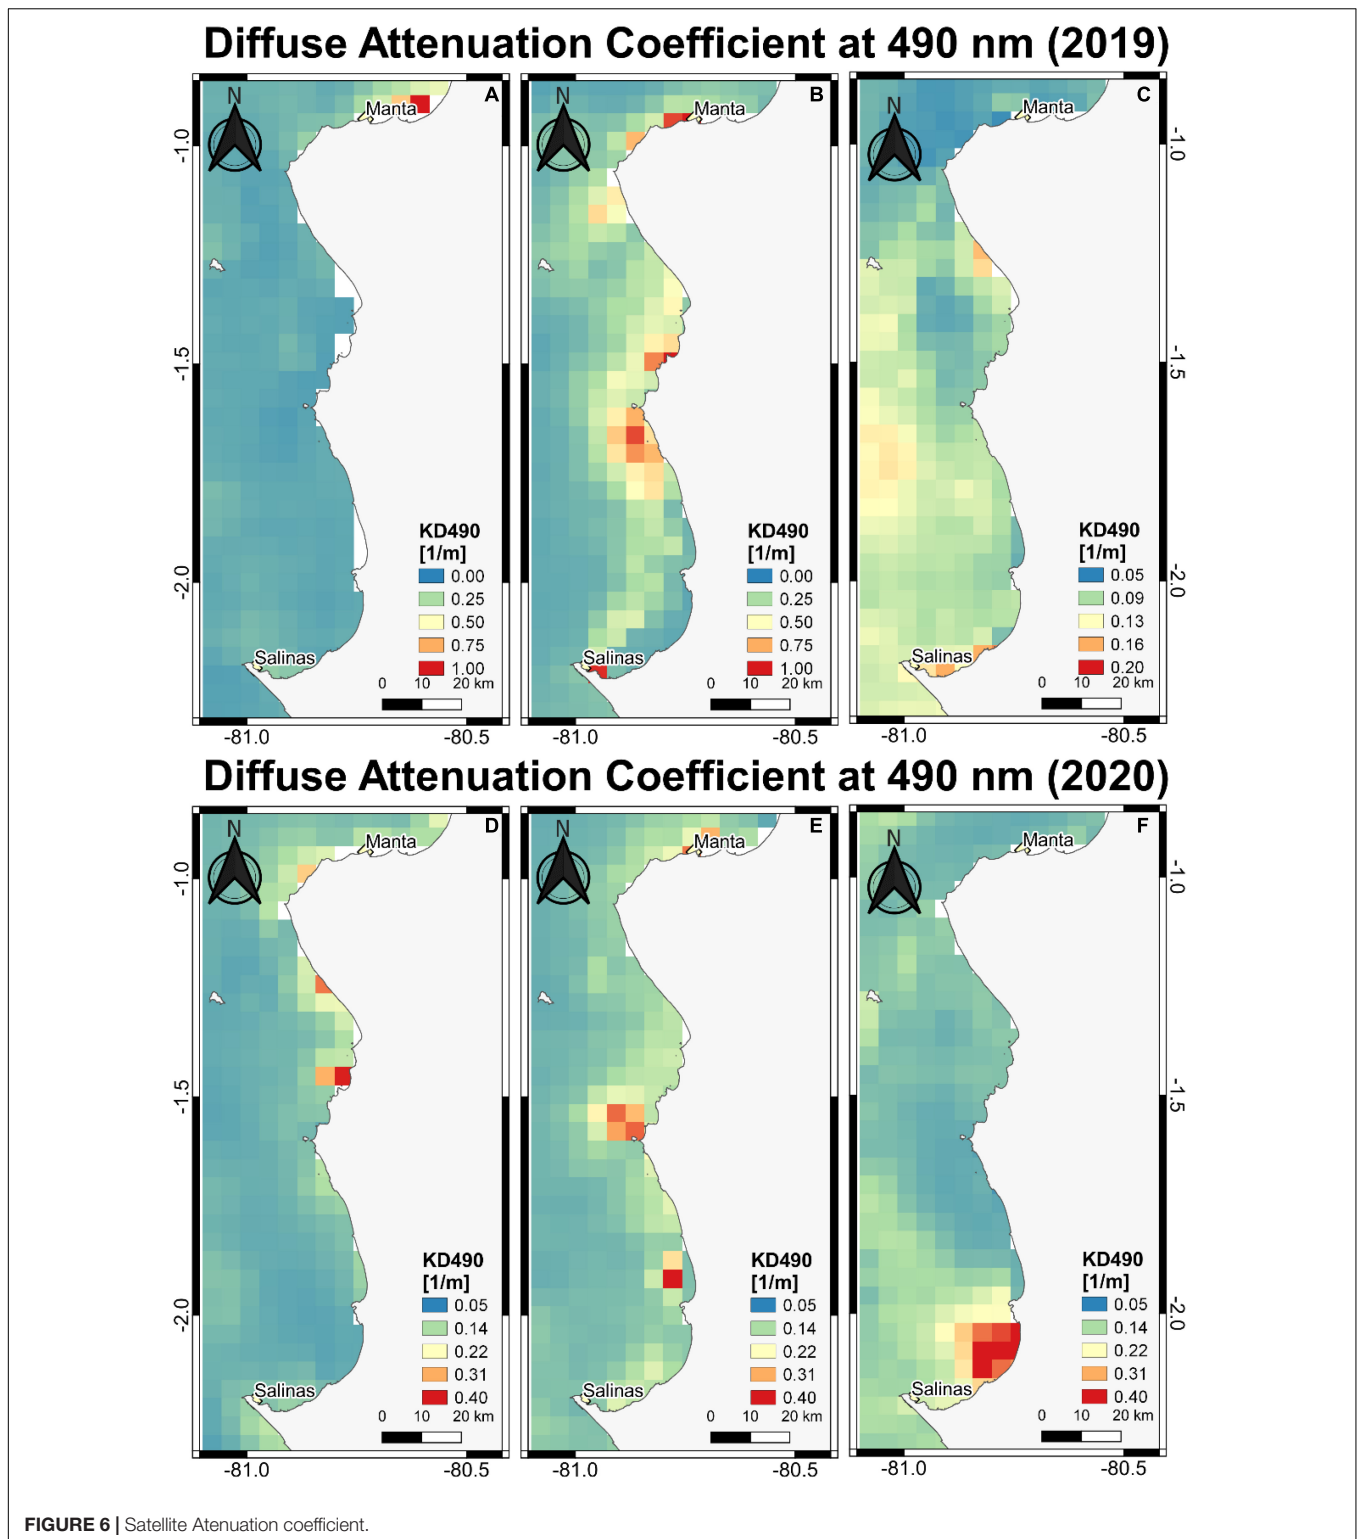 Diffuse Attenuation Coefficient at 490 nm (2019)
N
Manta
A
-1.0
-1.5
-2.0
Salinas
KD490
[1/m]
0.00
0.25
0.50
0.75
1.00
0 10 20 km
-81.0 -80.5
N
Manta
B
Salinas
KD490
[1/m]
0.00
0.25
0.50
0.75
1.00
0 10 20 km
-81.0 -80.5
N
Manta
C
-1.0
-1.5
-2.0
Salinas
KD490
[1/m]
0.05
0.09
0.13
0.16
0.20
0 10 20 km
-81.0 -80.5
Diffuse Attenuation Coefficient at 490 nm (2020)
N
Manta
D
-1.0
-1.5
-2.0
Salinas
KD490
[1/m]
0.05
0.14
0.22
0.31
0.40
0 10 20 km
-81.0 -80.5
N
Manta
E
Salinas
KD490
[1/m]
0.05
0.14
0.22
0.31
0.40
0 10 20 km
-81.0 -80.5
N
Manta
F
-1.0
-1.5
-2.0
Salinas
KD490
[1/m]
0.05
0.14
0.22
0.31
0.40
0 10 20 km
-81.0 -80.5
FIGURE 6 | Satellite Atenuation coefficient.